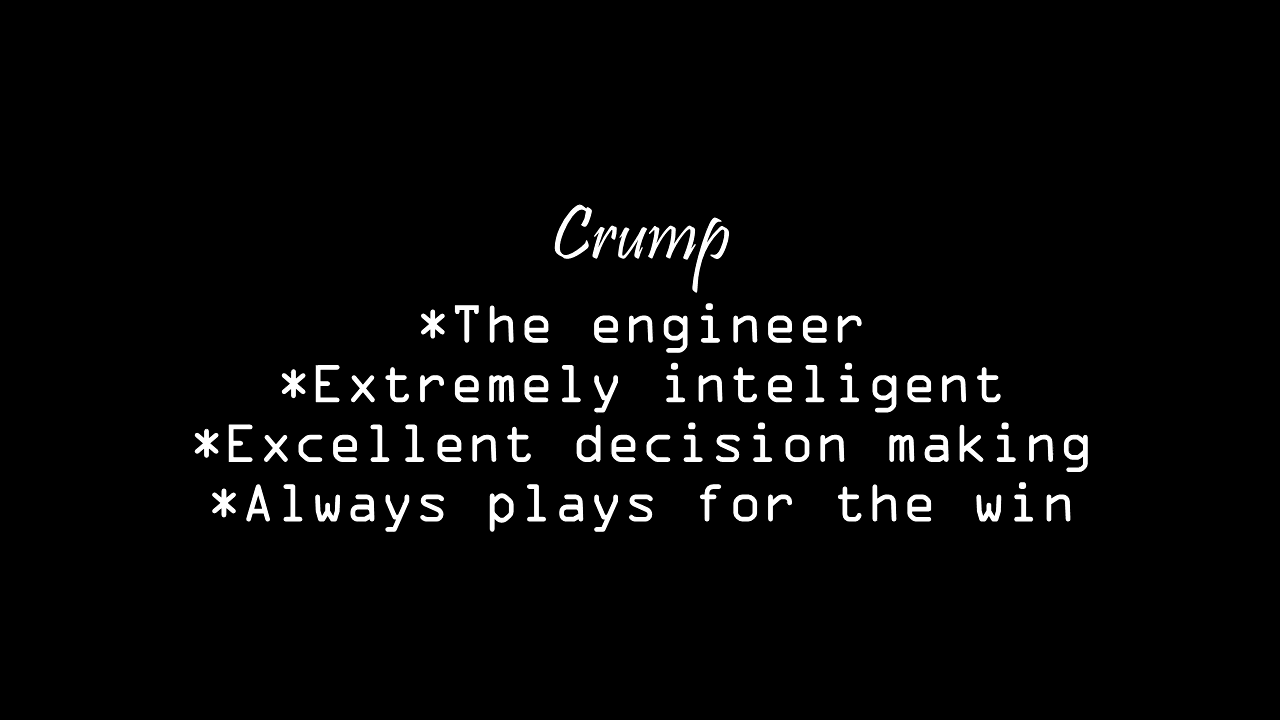 Crump
*The engineer
*Extremely inteligent
*Excellent decision making
*Always plays for the win